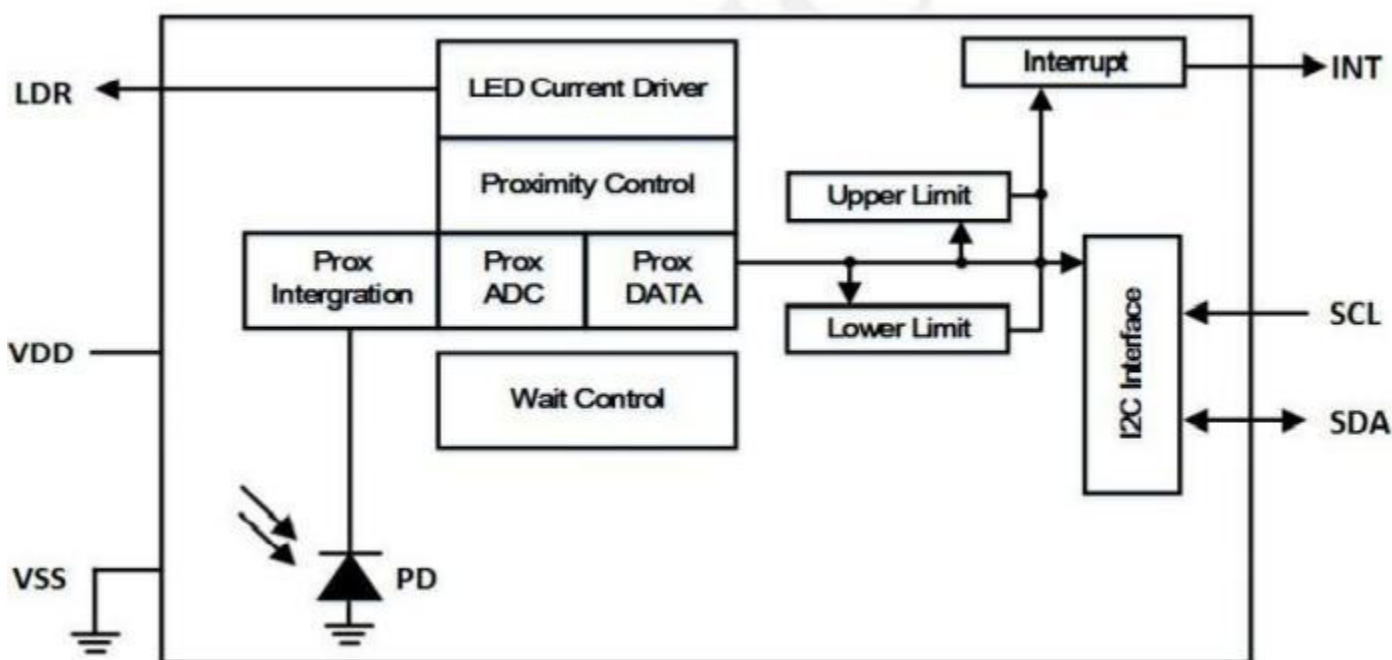 LED Current Driver
Interrupt
INT
LDR
Proximity Control
Upper Limit
Prox
Intergration
Prox
ADC
Prox
DATA
Lower Limit
I2C Interface
SCL
VDD
Wait Control
SDA
VSS
PD